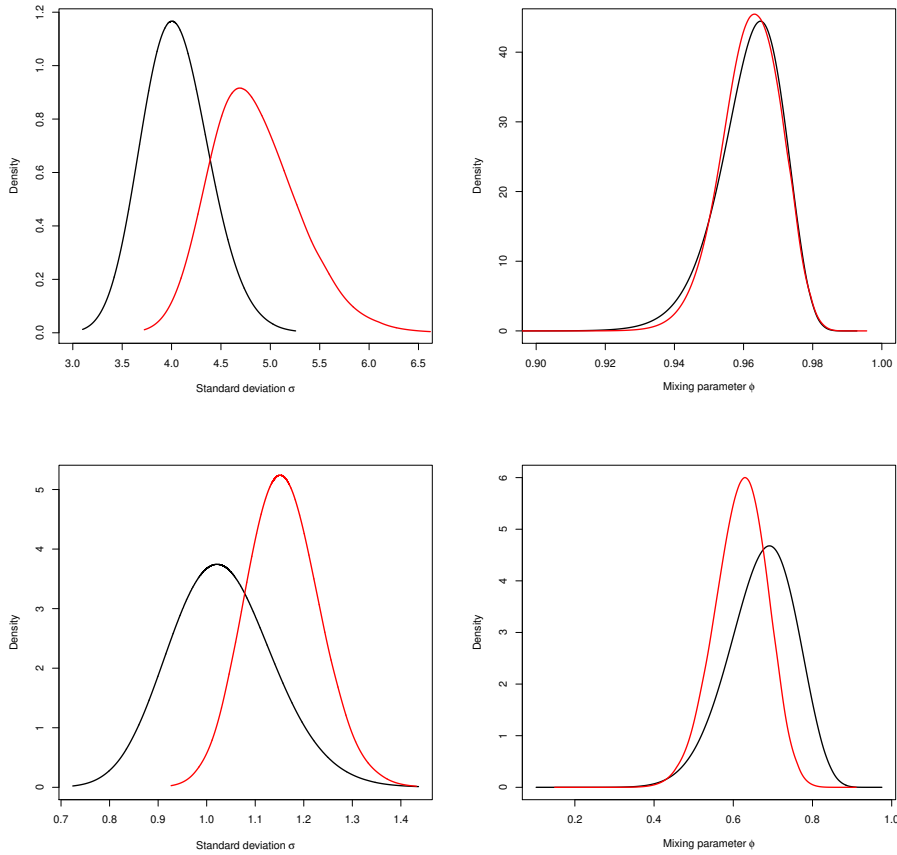 1.2
1.0
0.8
0.6
0.4
0.2
0.0
Density
3.0 3.5 4.0 4.5 5.0 5.5 6.0 6.5
Standard deviation σ
40
30
20
10
0
Density
0.90 0.92 0.94 0.96 0.98 1.00
Mixing parameter ϕ
5
4
3
2
1
0
Density
0.7 0.8 0.9 1.0 1.1 1.2 1.3 1.4
Standard deviation σ
6
5
4
3
2
1
0
Density
0.2 0.4 0.6 0.8 1.0
Mixing parameter ϕ